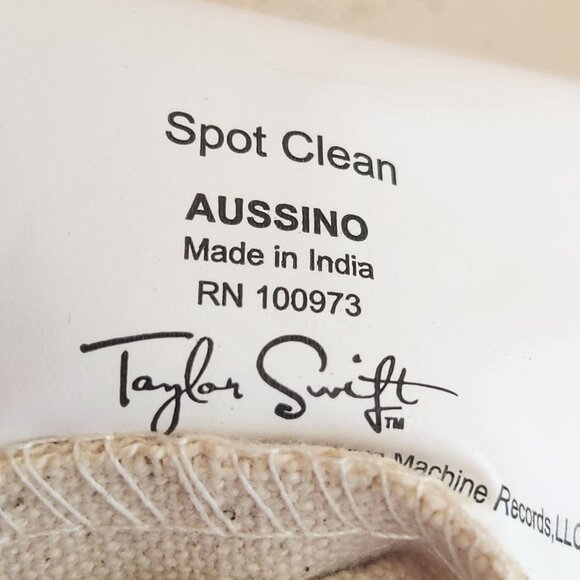 Spot Clean
AUSSINO
Made in India
RN 100973
Taylor Swift TM
Machine Records,LLC